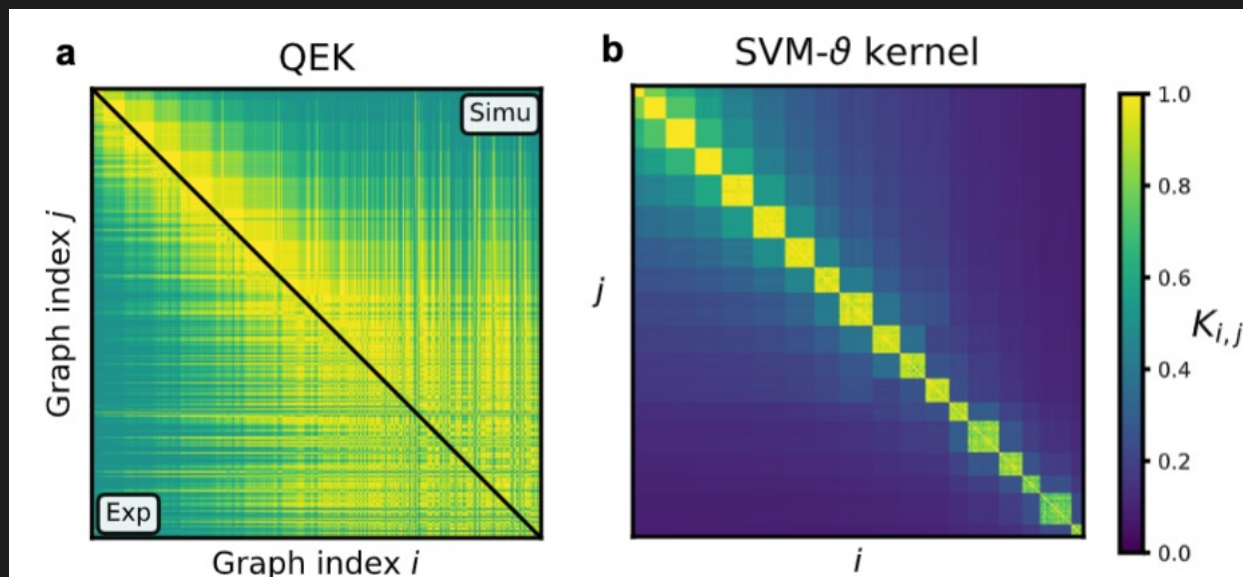 a
QEK
Simu
Graph index j
Exp
Graph index i
b
SVM-ϑ kernel
j
i
1.0
0.8
0.6
0.4
0.2
0.0
K_{i,j}